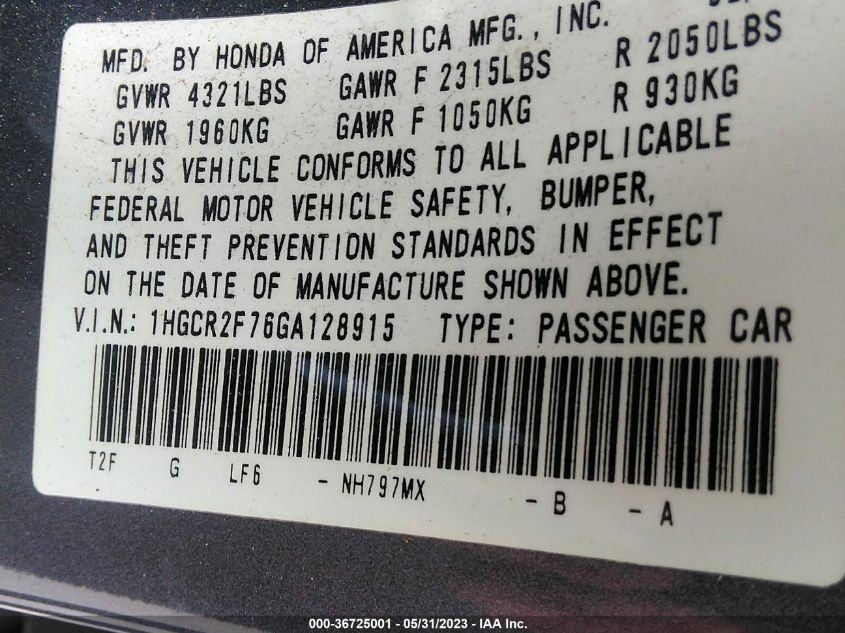 MFD. BY HONDA OF AMERICA MFG., INC.
GVWR 4321LBS GAWR F 2315LBS R 2050LBS
GVWR 1960KG GAWR F 1050KG R 930KG
THIS VEHICLE CONFORMS TO ALL APPLICABLE
FEDERAL MOTOR VEHICLE SAFETY, BUMPER,
AND THEFT PREVENTION STANDARDS IN EFFECT
ON THE DATE OF MANUFACTURE SHOWN ABOVE.
V.I.N.: 1HGCR2F76GA128915 TYPE: PASSENGER CAR
T2F G LF6 - NH797MX - B - A
000-36725001 - 05/31/2023 - IAA Inc.